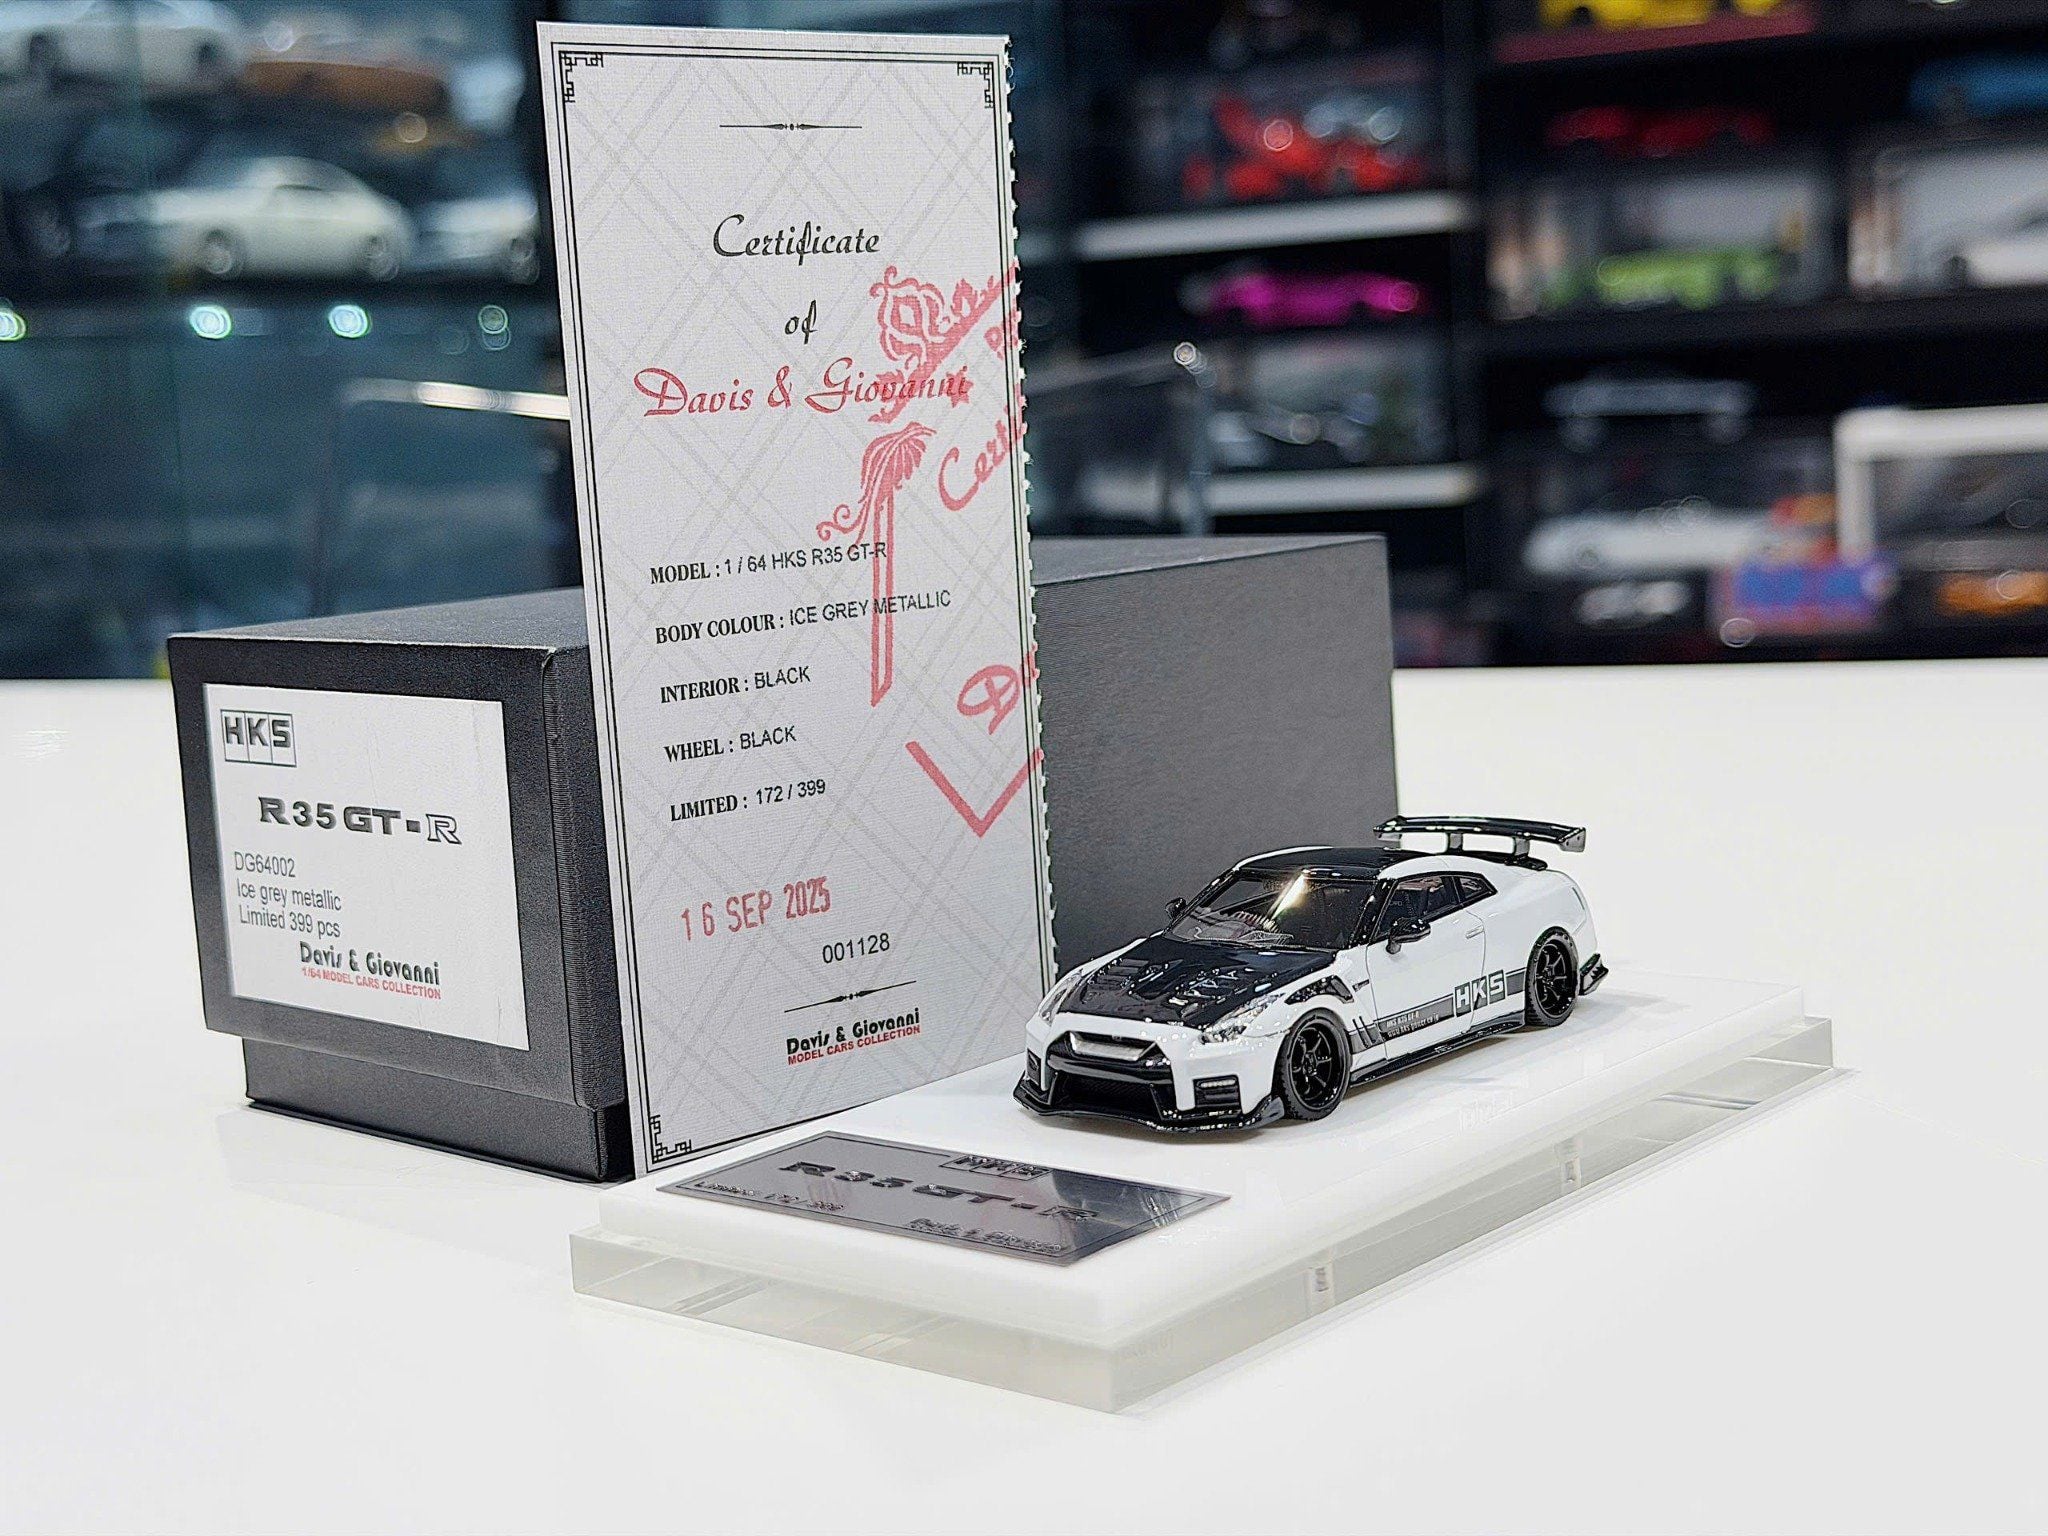 Certificate
of
Davis & Giovanni
MODEL : 1 / 64 HKS R35 GT-R
BODY COLOUR : ICE GREY METALLIC
INTERIOR : BLACK
WHEEL : BLACK
LIMITED : 172 / 399
16 SEP 2025
001128
Davis & Giovanni
MODEL CARS COLLECTION
HKS
R35 GT-R
DG64002
Ice grey metallic
Limited 399 pcs
Davis & Giovanni
1/64 MODEL CARS COLLECTION
HKS
HKS
R35 GT-R